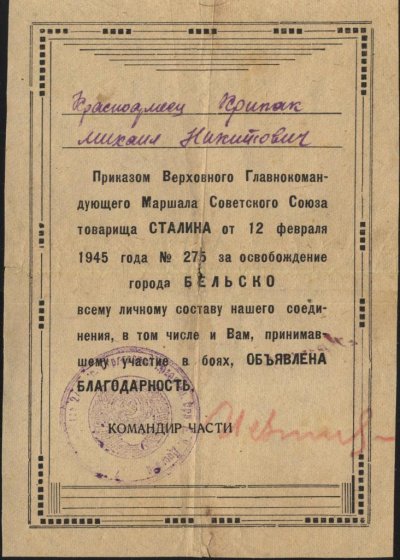 Красноармеец Крипак
Михаил Никитович
Приказом Верховного Главнокоман-
дующего Маршала Советского Союза
товарища СТАЛИНА от 12 февраля
1945 года № 275 за освобождение
города БЕЛЬСКО
всему личному составу нашего соеди-
нения, в том числе и Вам, принимав-
шему участие в боях, ОБЪЯВЛЕНА
БЛАГОДАРНОСТЬ.
КОМАНДИР ЧАСТИ